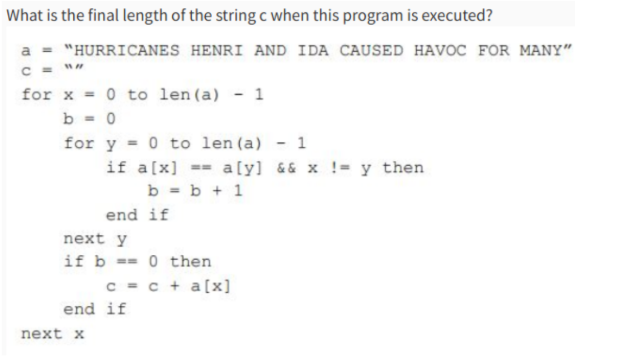 What is the final length of the string c when this program is executed?
a = “HURRICANES HENRI AND IDA CAUSED HAVOC FOR MANY”
c = “”
for x = 0 to len(a) - 1
b = 0
for y = 0 to len(a) - 1
if a[x] == a[y] && x != y then
b = b + 1
end if
next y
if b == 0 then
c = c + a[x]
end if
next x